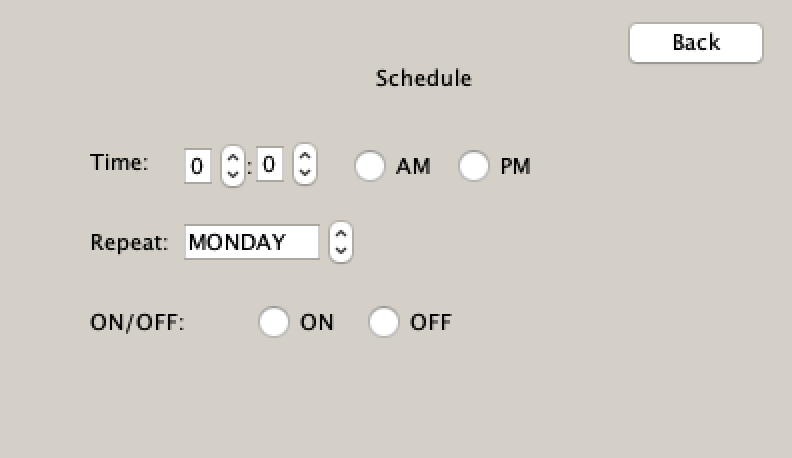 Back
Schedule
Time: 0 : 0 AM PM
Repeat: MONDAY
ON/OFF: ON OFF